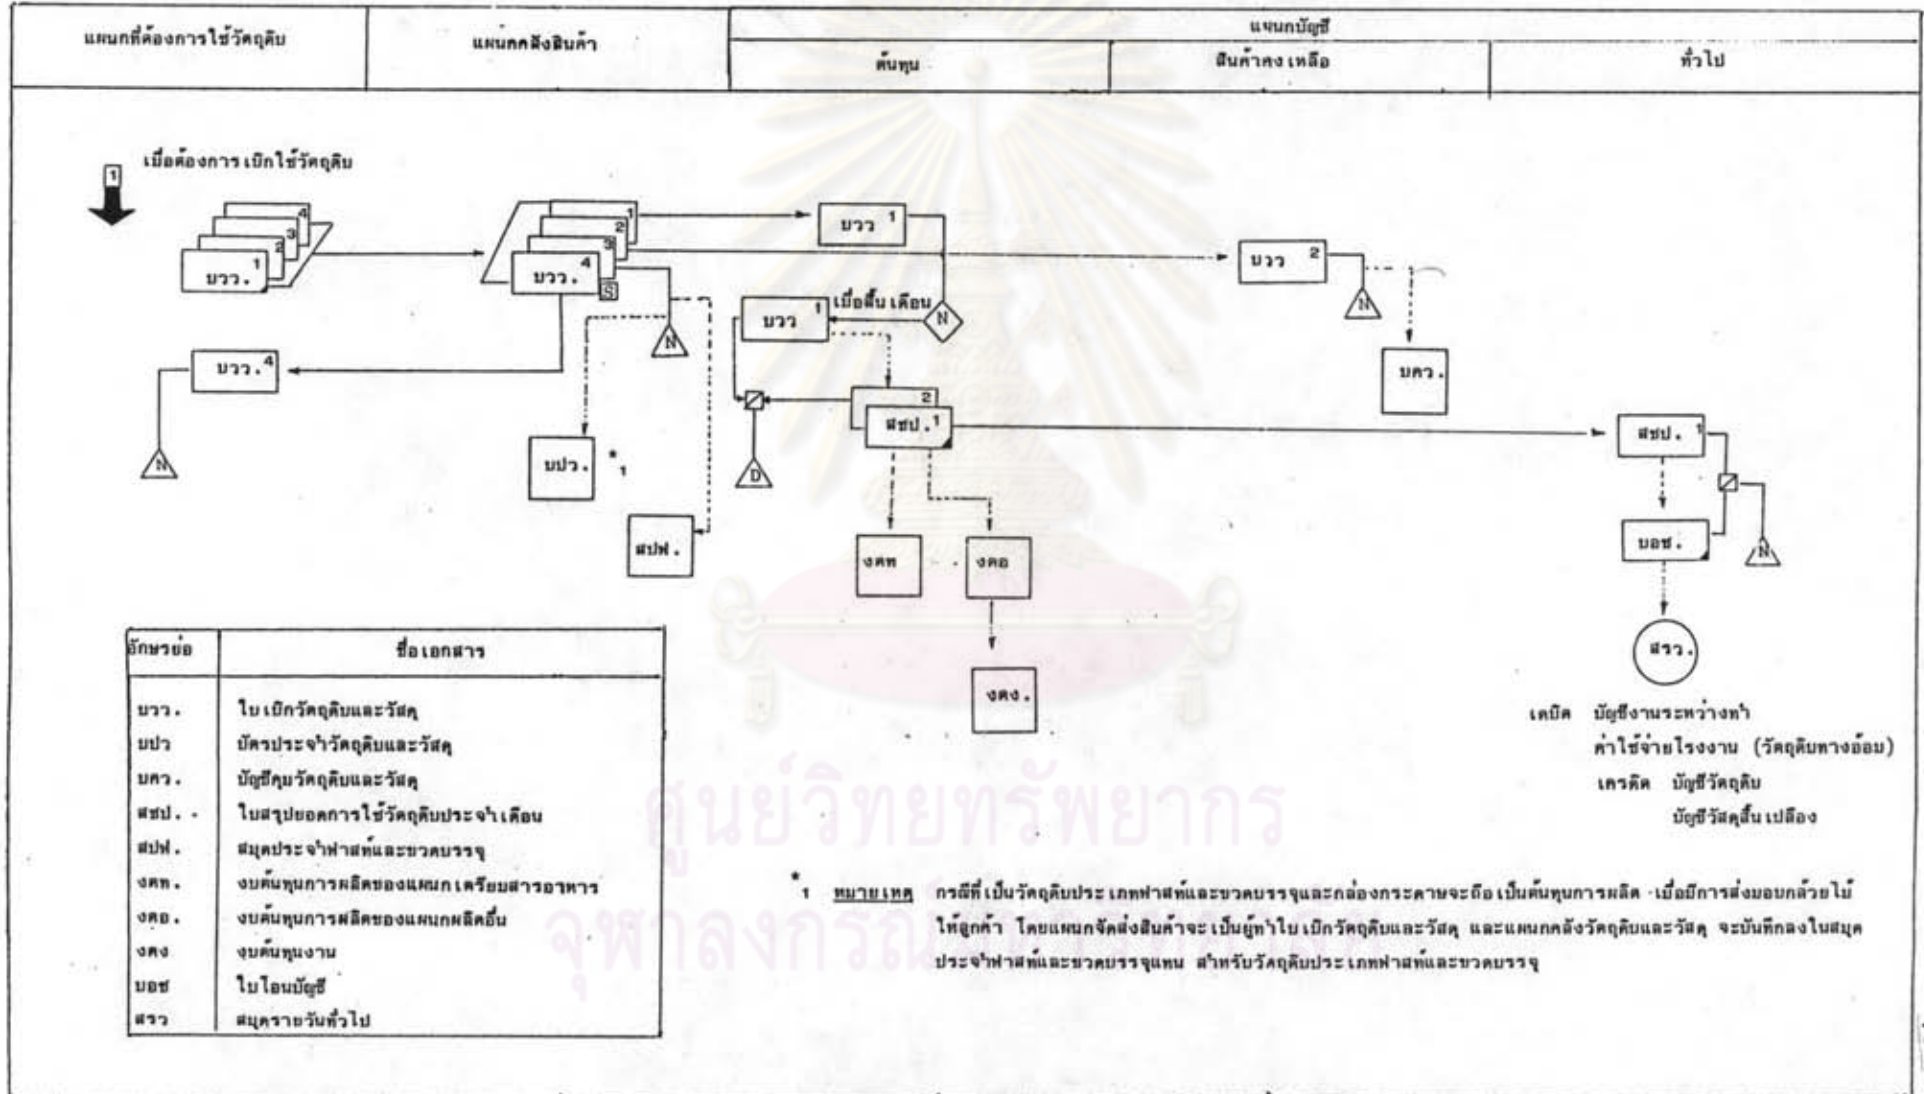 แผนกที่ต้องการใช้วัตถุดิบ
แผนกคลังสินค้า
แผนกบัญชี
ต้นทุน
สินค้าคงเหลือ
ทั่วไป
1
เมื่อต้องการเบิกใช้วัตถุดิบ
4
3
2
บวว. 1
1
2
3
บวว. 4
S
N
บวว 1
บวว 2
N
บวว 1
เมื่อสิ้นเดือน
N
บวว. 4
N
บคว.
2
สชป. 1
D
สชป. 1
บปว. *1
สปฟ.
งคท
งคอ
บอช.
N
สรว.
งคง.
อักษรย่อ ชื่อเอกสาร
บวว. ใบเบิกวัตถุดิบและวัสดุ
บปว บัตรประจำวัตถุดิบและวัสดุ
บคว. บัญชีคุมวัตถุดิบและวัสดุ
สชป. ใบสรุปยอดการใช้วัตถุดิบประจำเดือน
สปฟ. สมุดประจำฟาสท์และขวดบรรจุ
งคท. งบต้นทุนการผลิตของแผนกเตรียมสารอาหาร
งคอ. งบต้นทุนการผลิตของแผนกผลิตอื่น
งคง งบต้นทุนงาน
บอช ใบโอนบัญชี
สรว สมุดรายวันทั่วไป
เดบิต บัญชีงานระหว่างทำ
ค่าใช้จ่ายโรงงาน (วัตถุดิบทางอ้อม)
เครดิต บัญชีวัตถุดิบ
บัญชีวัสดุสิ้นเปลือง
*1 หมายเหตุ กรณีที่เป็นวัตถุดิบประเภทฟาสท์และขวดบรรจุและกล่องกระดาษจะถือเป็นต้นทุนการผลิต เมื่อมีการส่งมอบกล้วยไม้
ให้ลูกค้า โดยแผนกจัดส่งสินค้าจะเป็นผู้ทำใบเบิกวัตถุดิบและวัสดุ และแผนกคลังวัตถุดิบและวัสดุ จะบันทึกลงในสมุด
ประจำฟาสท์และขวดบรรจุแทน สำหรับวัตถุดิบประเภทฟาสท์และขวดบรรจุ
ศูนย์วิทยทรัพยากร